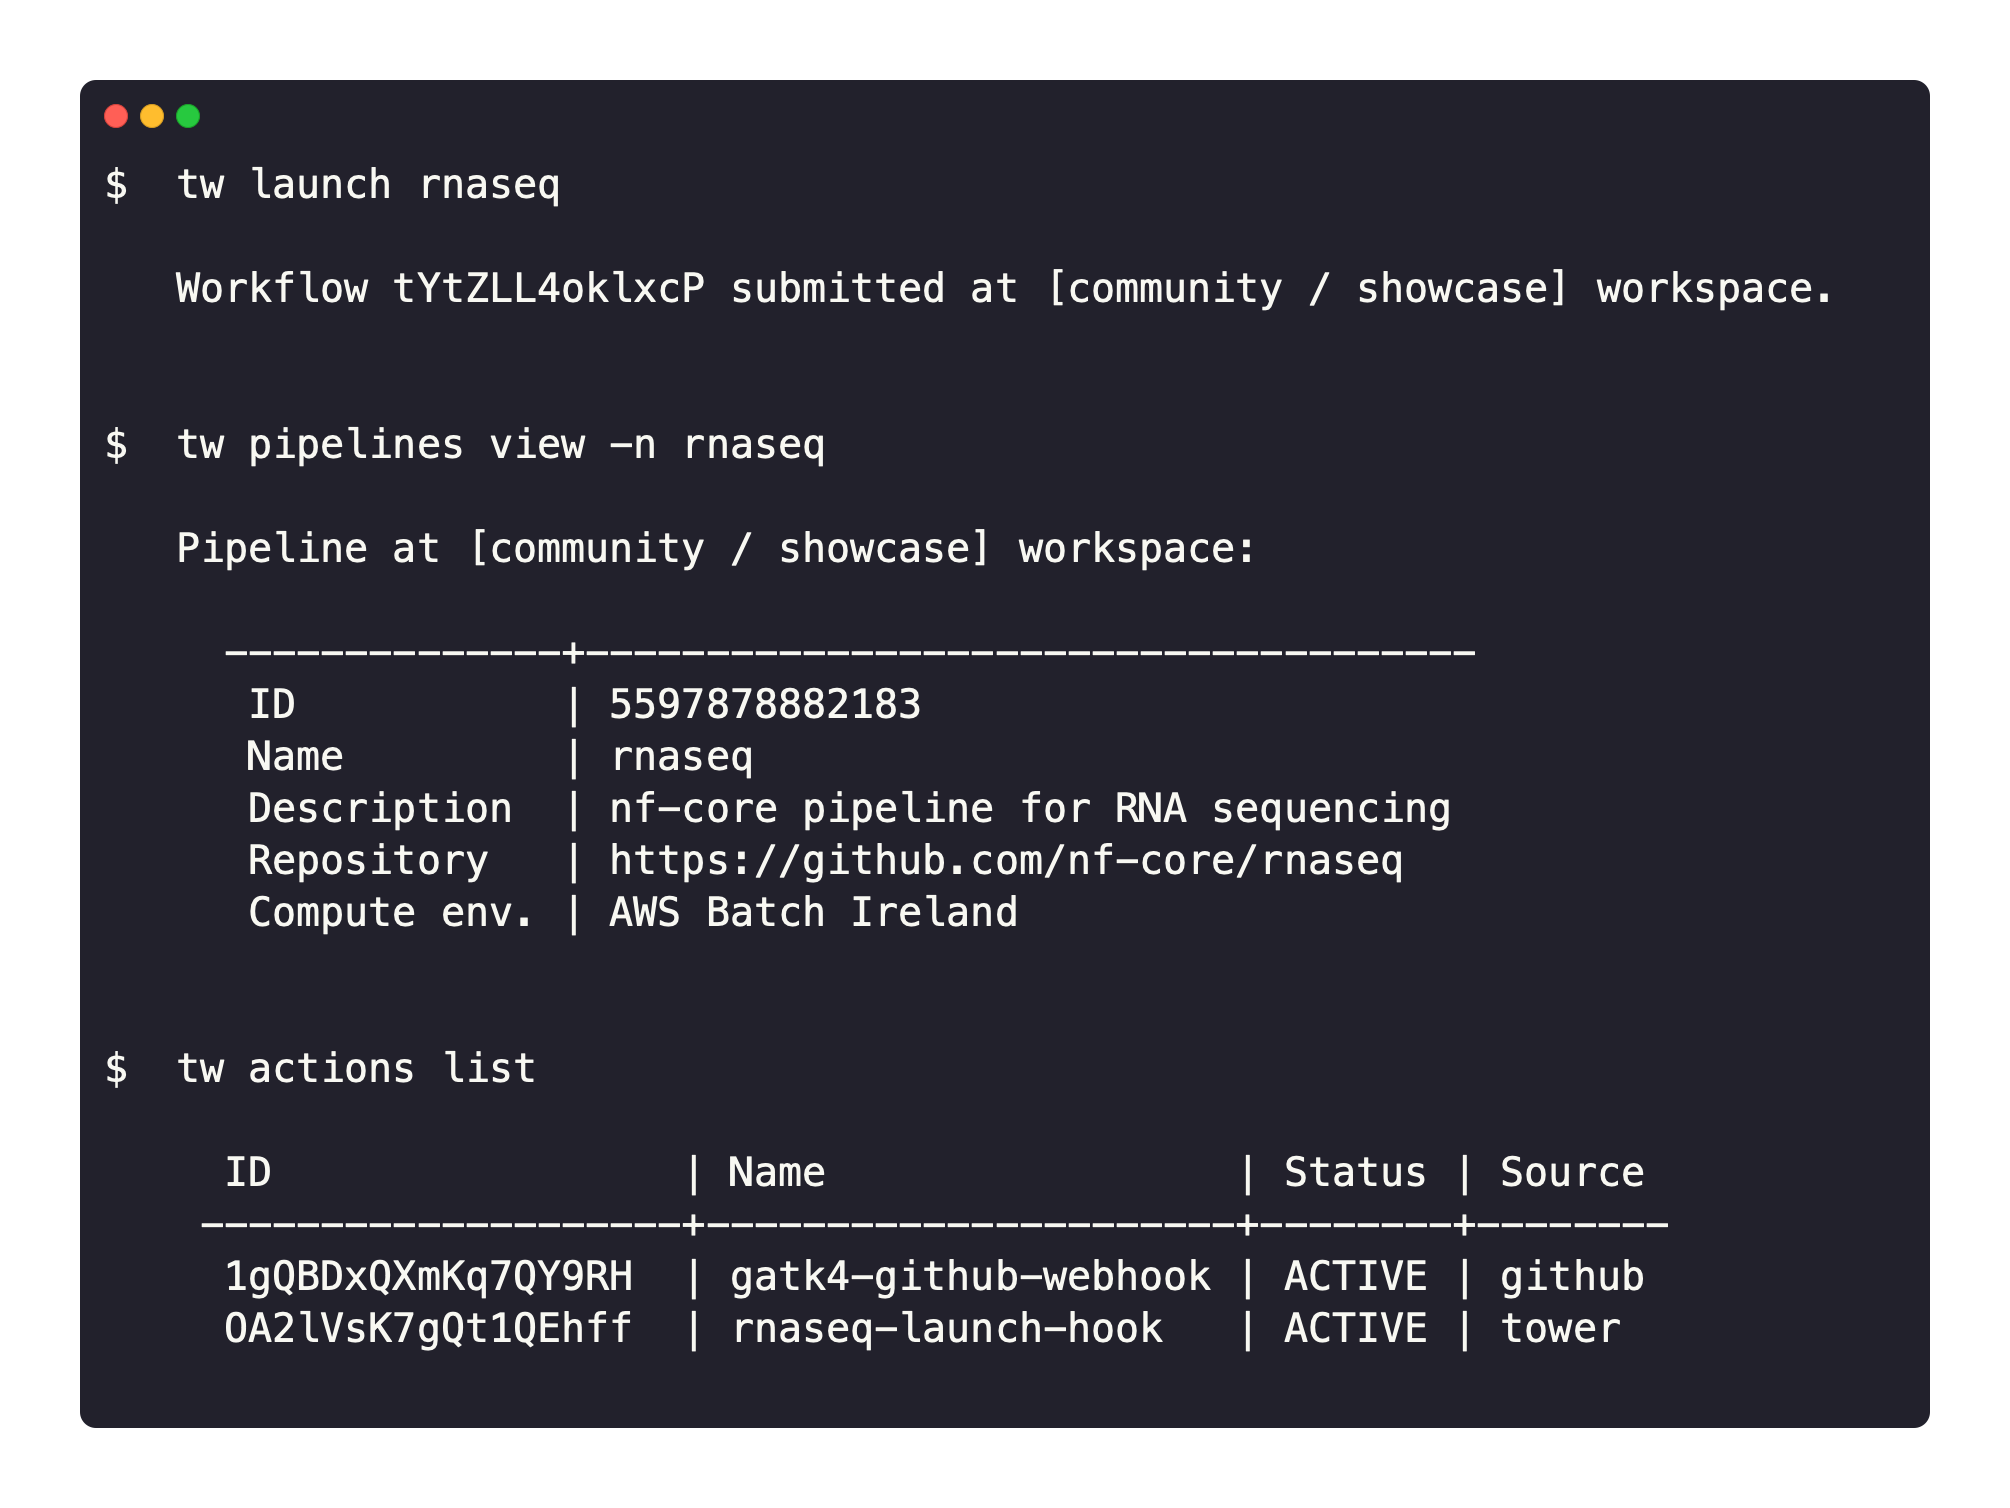 $  tw launch rnaseq
Workflow tYtZLL4oklxcP submitted at [community / showcase] workspace.
$  tw pipelines view -n rnaseq
Pipeline at [community / showcase] workspace:
--------------+-------------------------------------
ID           | 5597878882183
Name         | rnaseq
Description  | nf-core pipeline for RNA sequencing
Repository   | https://github.com/nf-core/rnaseq
Compute env. | AWS Batch Ireland
$  tw actions list
ID                 | Name                 | Status | Source
--------------------+----------------------+--------+--------
1gQBDxQXmKq7QY9RH  | gatk4-github-webhook | ACTIVE | github
OA2lVsK7gQt1QEhff  | rnaseq-launch-hook   | ACTIVE | tower